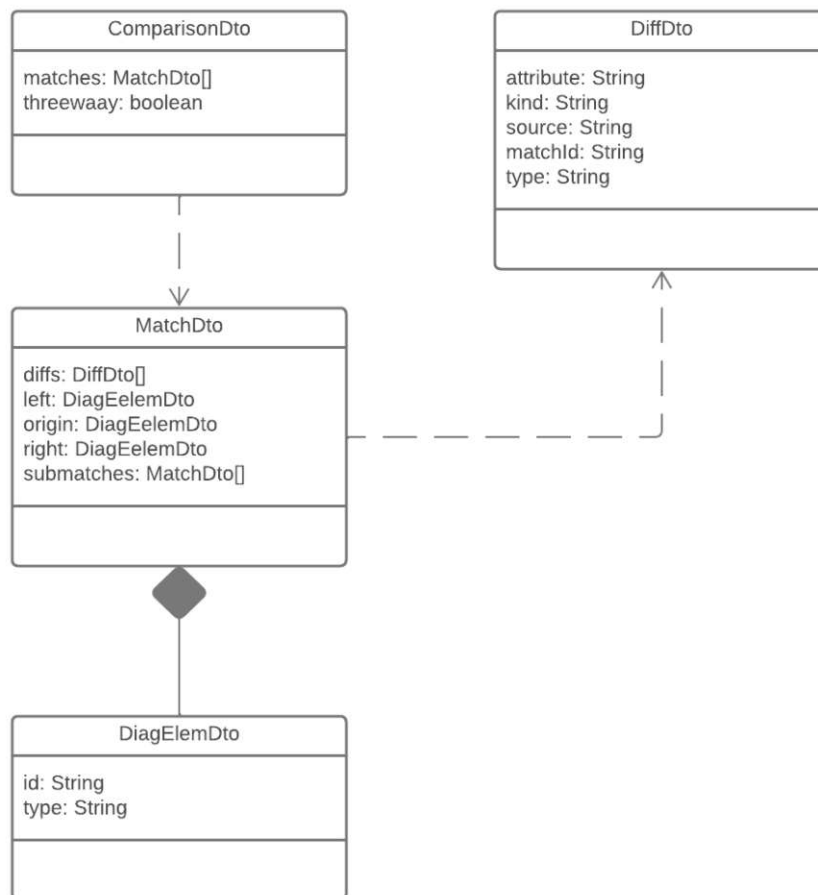 ComparisonDto
matches: MatchDto[]
threewaay: boolean
DiffDto
attribute: String
kind: String
source: String
matchId: String
type: String
MatchDto
diffs: DiffDto[]
left: DiagEelemDto
origin: DiagEelemDto
right: DiagEelemDto
submatches: MatchDto[]
DiagElemDto
id: String
type: String